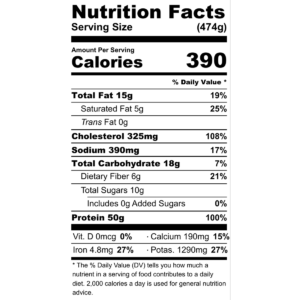 Nutrition Facts
Serving Size (474g)
Amount Per Serving
Calories 390
% Daily Value *
Total Fat 15g 19%
Saturated Fat 5g 25%
Trans Fat 0g
Cholesterol 325mg 108%
Sodium 390mg 17%
Total Carbohydrate 18g 7%
Dietary Fiber 6g 21%
Total Sugars 10g
Includes 0g Added Sugars 0%
Protein 50g 100%
Vit. D 0mcg 0% · Calcium 190mg 15%
Iron 4.8mg 27% · Potas. 1290mg 27%
* The % Daily Value (DV) tells you how much a
nutrient in a serving of food contributes to a daily
diet. 2,000 calories a day is used for general nutrition
advice.